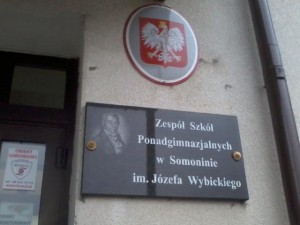 Zespół Szkół
Ponadgimnazjalnych
w Somoninie
im. Józefa Wybickiego